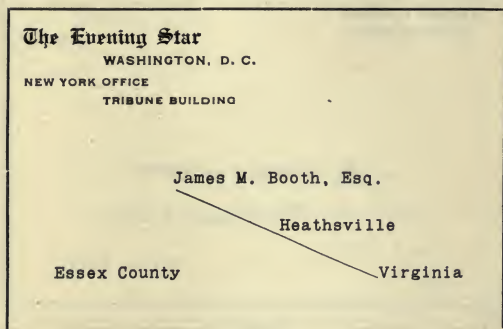 The Evening Star
WASHINGTON, D. C.
NEW YORK OFFICE
TRIBUNE BUILDING
James M. Booth, Esq.
Heathsville
Essex County Virginia